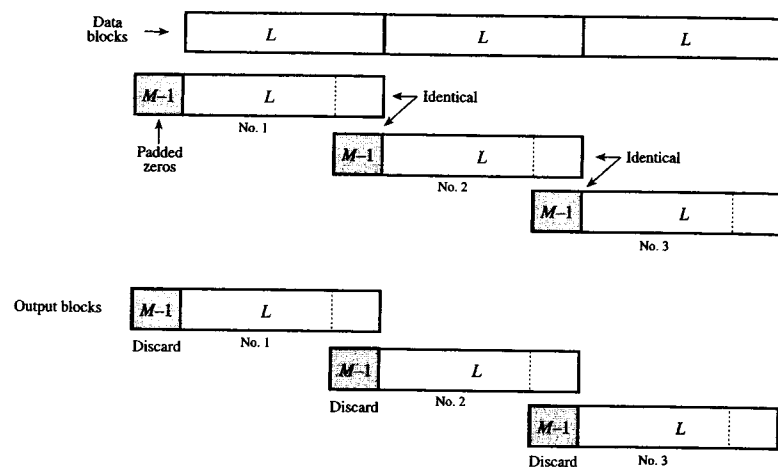 Data
blocks
L L L
M–1 L
No. 1
Identical
Padded
zeros
M–1 L
No. 2
Identical
M–1 L
No. 3
Output blocks
M–1 L
Discard No. 1
M–1 L
Discard No. 2
M–1 L
Discard No. 3